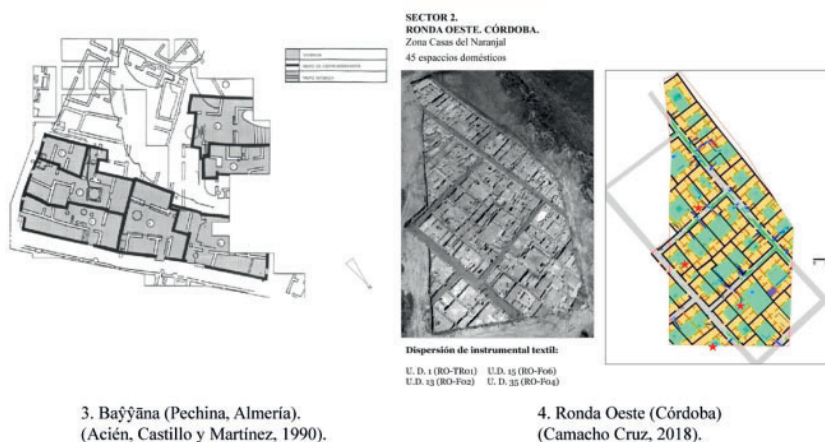 SECTOR 2.
RONDA OESTE. CÓRDOBA.
Zona Casas del Naranjal
45 espaccios domésticos
Dispersión de instrumental textil:
U. D. 1 (RO-TR01) U.D. 15 (RO-F06)
U.D. 13 (RO-F02) U. D. 35 (RO-F04)
3. Baŷŷāna (Pechina, Almería).
(Acién, Castillo y Martínez, 1990).
4. Ronda Oeste (Córdoba)
(Camacho Cruz, 2018).